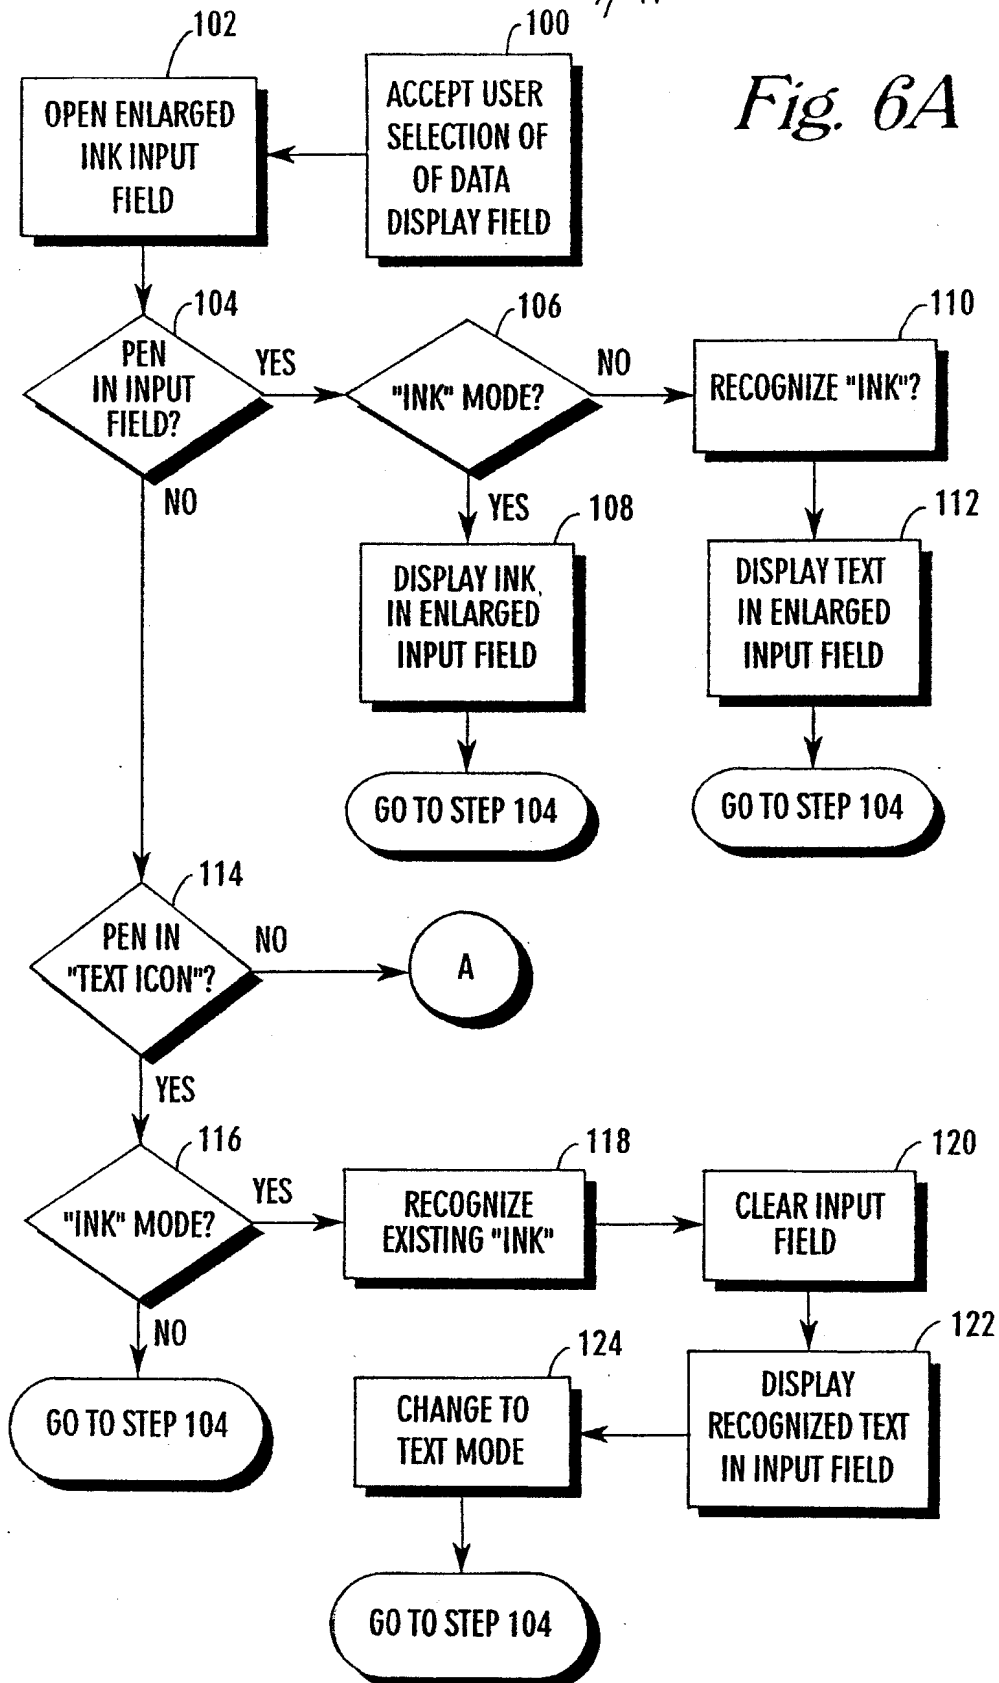 102
100
Fig. 6A
OPEN ENLARGED
INK INPUT
FIELD
ACCEPT USER
SELECTION OF
OF DATA
DISPLAY FIELD
104
PEN
IN INPUT
FIELD?
YES
NO
106
"INK" MODE?
NO
YES
110
RECOGNIZE "INK"?
108
DISPLAY INK
IN ENLARGED
INPUT FIELD
112
DISPLAY TEXT
IN ENLARGED
INPUT FIELD
GO TO STEP 104
GO TO STEP 104
114
PEN IN
"TEXT ICON"?
NO
A
YES
116
"INK" MODE?
YES
NO
118
RECOGNIZE
EXISTING "INK"
120
CLEAR INPUT
FIELD
122
DISPLAY
RECOGNIZED TEXT
IN INPUT FIELD
124
CHANGE TO
TEXT MODE
GO TO STEP 104
GO TO STEP 104